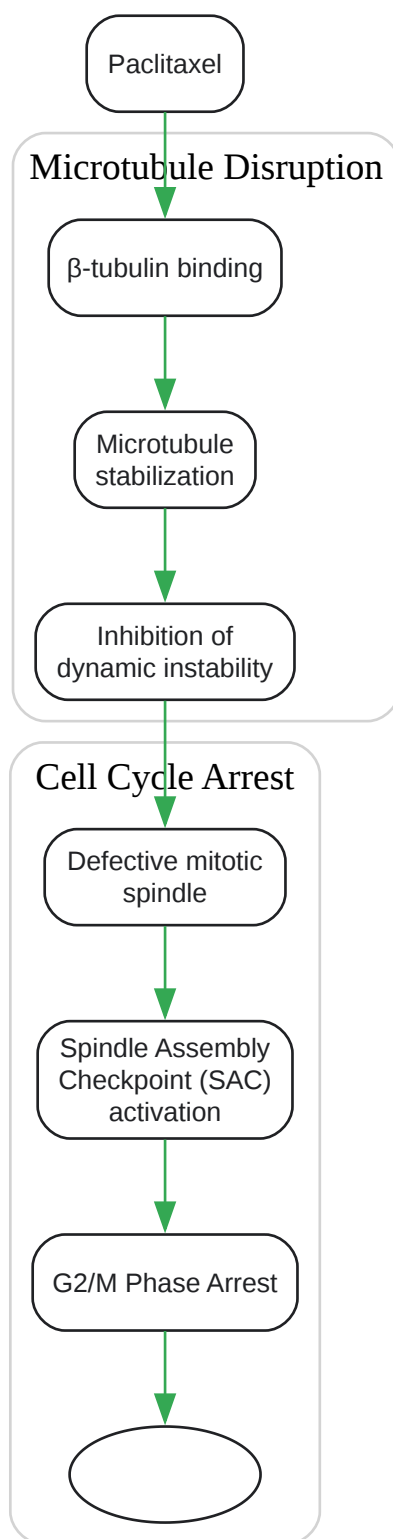 Paclitaxel
Microtubule Disruption
β-tubulin binding
Microtubule
stabilization
Inhibition of
dynamic instability
Cell Cycle Arrest
Defective mitotic
spindle
Spindle Assembly
Checkpoint (SAC)
activation
G2/M Phase Arrest